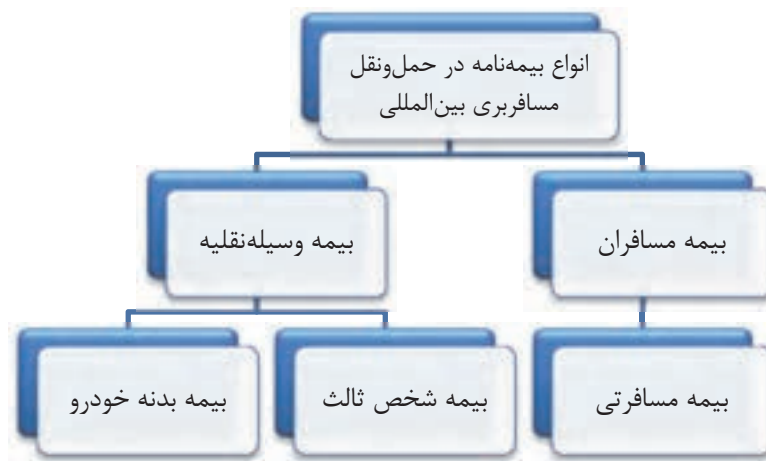 انواع بیمه‌نامه در حمل‌ونقل
مسافربری بین‌المللی
بیمه مسافران
بیمه وسیله‌نقلیه
بیمه مسافرتی
بیمه شخص ثالث
بیمه بدنه خودرو